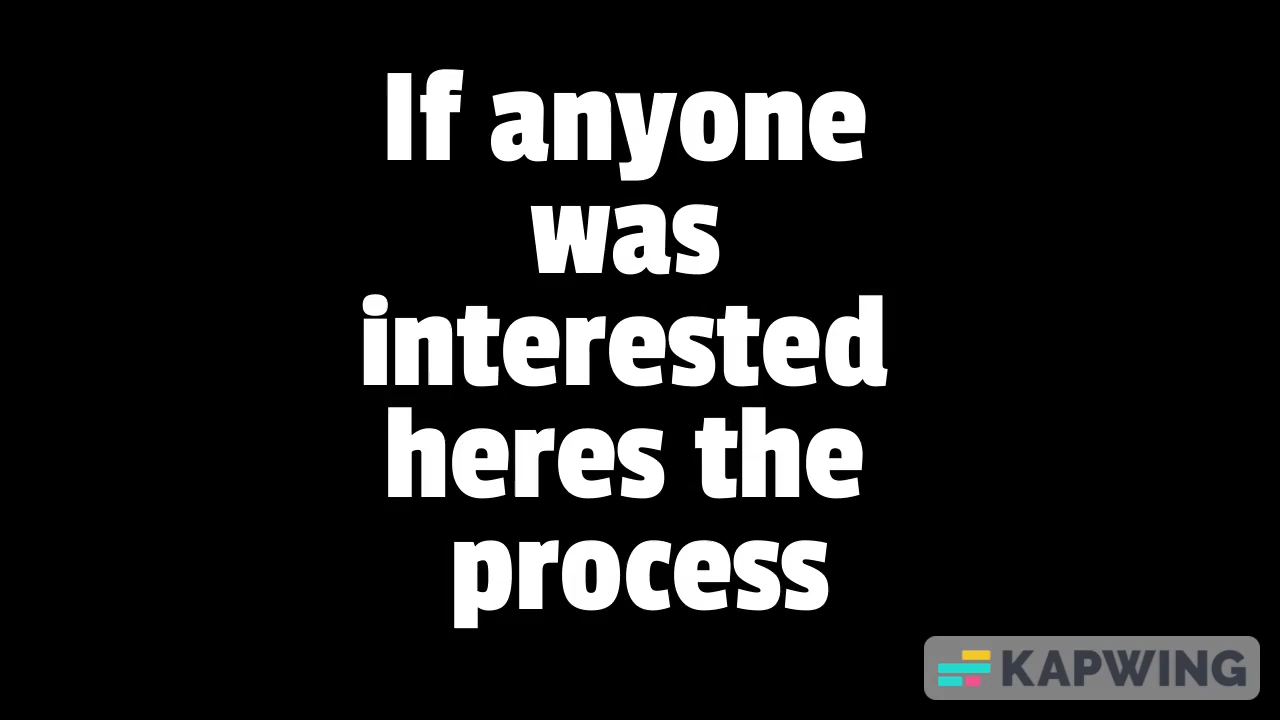 If anyone
was
interested
heres the
process
KAPWING